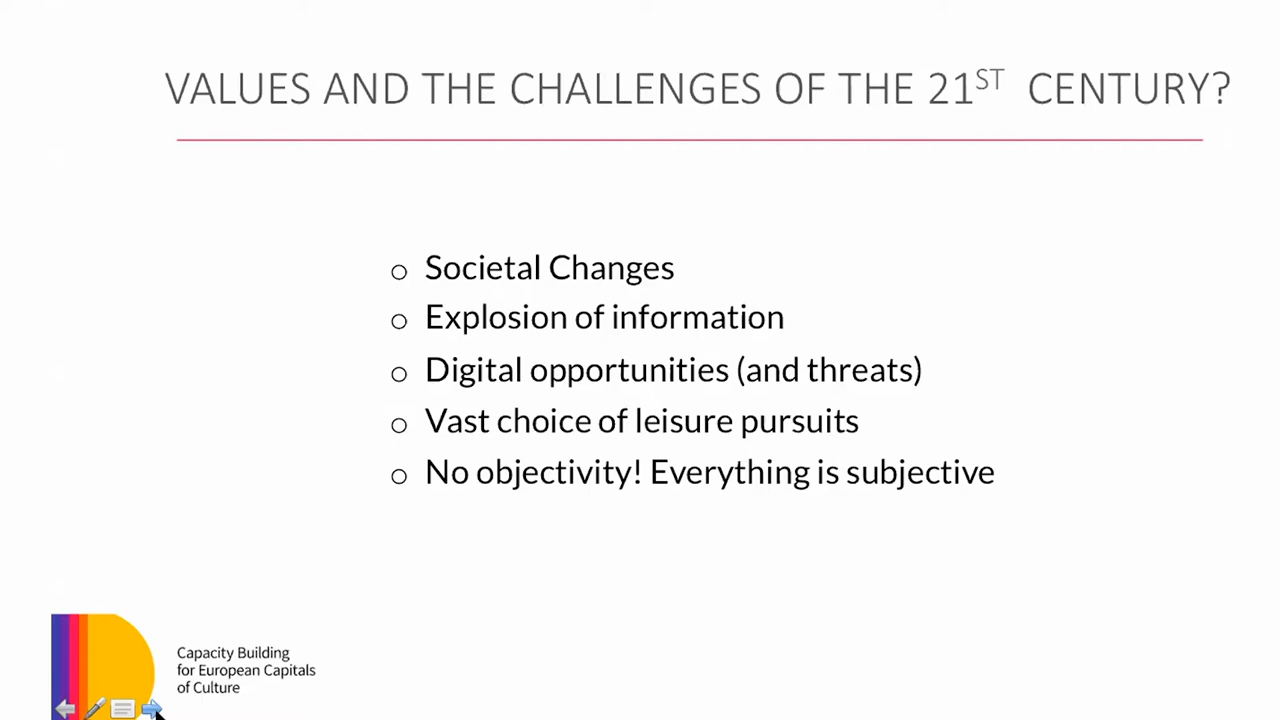 VALUES AND THE CHALLENGES OF THE 21ST CENTURY?
o Societal Changes
o Explosion of information
o Digital opportunities (and threats)
o Vast choice of leisure pursuits
o No objectivity! Everything is subjective
Capacity Building
for European Capitals
of Culture